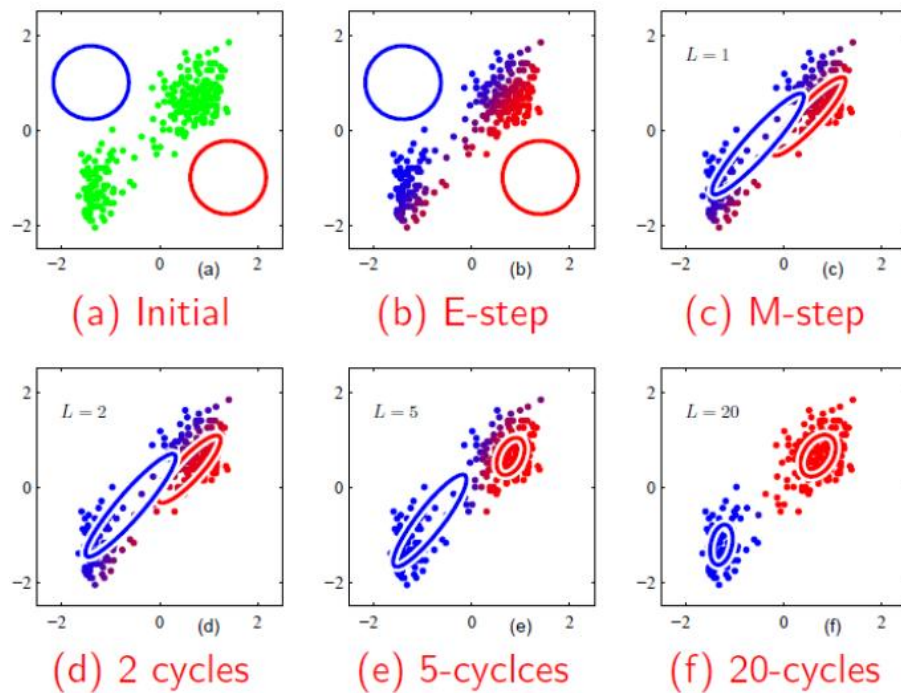 2
0
−2
−2 0 (a) 2
(a) Initial
2
0
−2
−2 0 (b) 2
(b) E-step
2
L = 1
0
−2
−2 0 (c) 2
(c) M-step
2
L = 2
0
−2
−2 0 (d) 2
(d) 2 cycles
2
L = 5
0
−2
−2 0 (e) 2
(e) 5-cyclces
2
L = 20
0
−2
−2 0 (f) 2
(f) 20-cycles